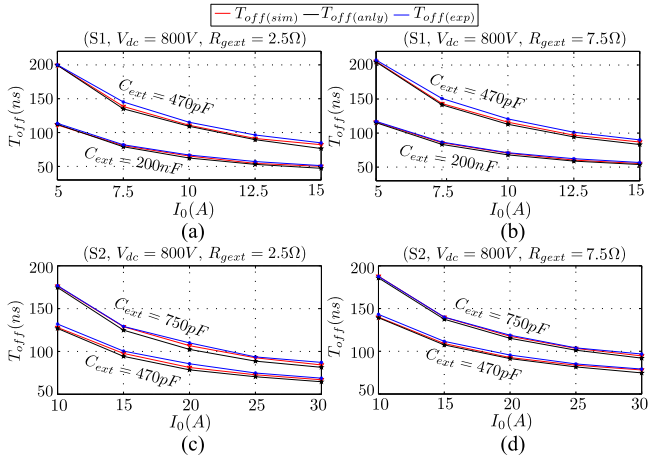 T_off(sim) T_off(anly) T_off(exp)
(S1, V_dc = 800V, R_gext = 2.5Ω)
(S1, V_dc = 800V, R_gext = 7.5Ω)
T_off(ns)
200
150
100
50
C_ext = 470pF
C_ext = 200nF
5 7.5 10 12.5 15
I_0(A)
(a)
T_off(ns)
200
150
100
50
C_ext = 470pF
C_ext = 200nF
5 7.5 10 12.5 15
I_0(A)
(b)
(S2, V_dc = 800V, R_gext = 2.5Ω)
(S2, V_dc = 800V, R_gext = 7.5Ω)
T_off(ns)
200
150
100
50
C_ext = 750pF
C_ext = 470pF
10 15 20 25 30
I_0(A)
(c)
T_off(ns)
200
150
100
50
C_ext = 750pF
C_ext = 470pF
10 15 20 25 30
I_0(A)
(d)